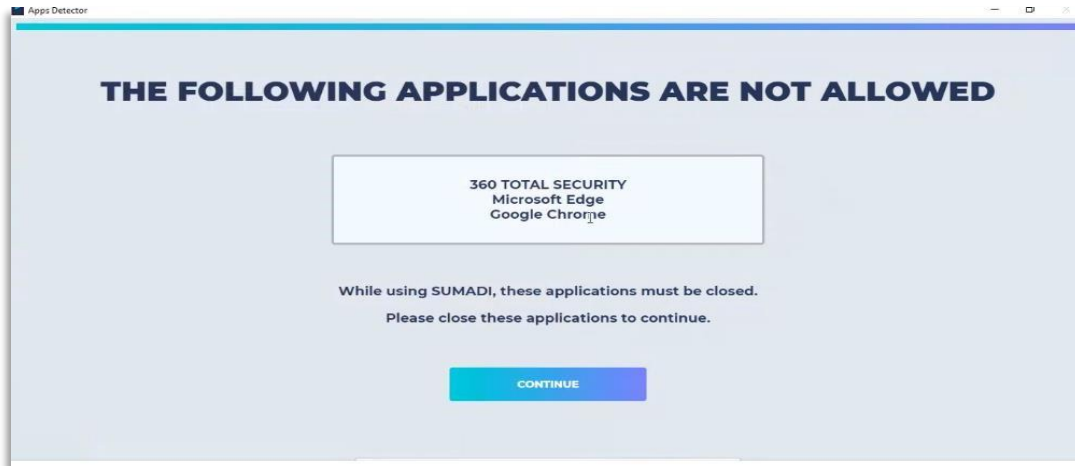 Apps Detector
THE FOLLOWING APPLICATIONS ARE NOT ALLOWED
360 TOTAL SECURITY
Microsoft Edge
Google Chrome
While using SUMADI, these applications must be closed.
Please close these applications to continue.
CONTINUE